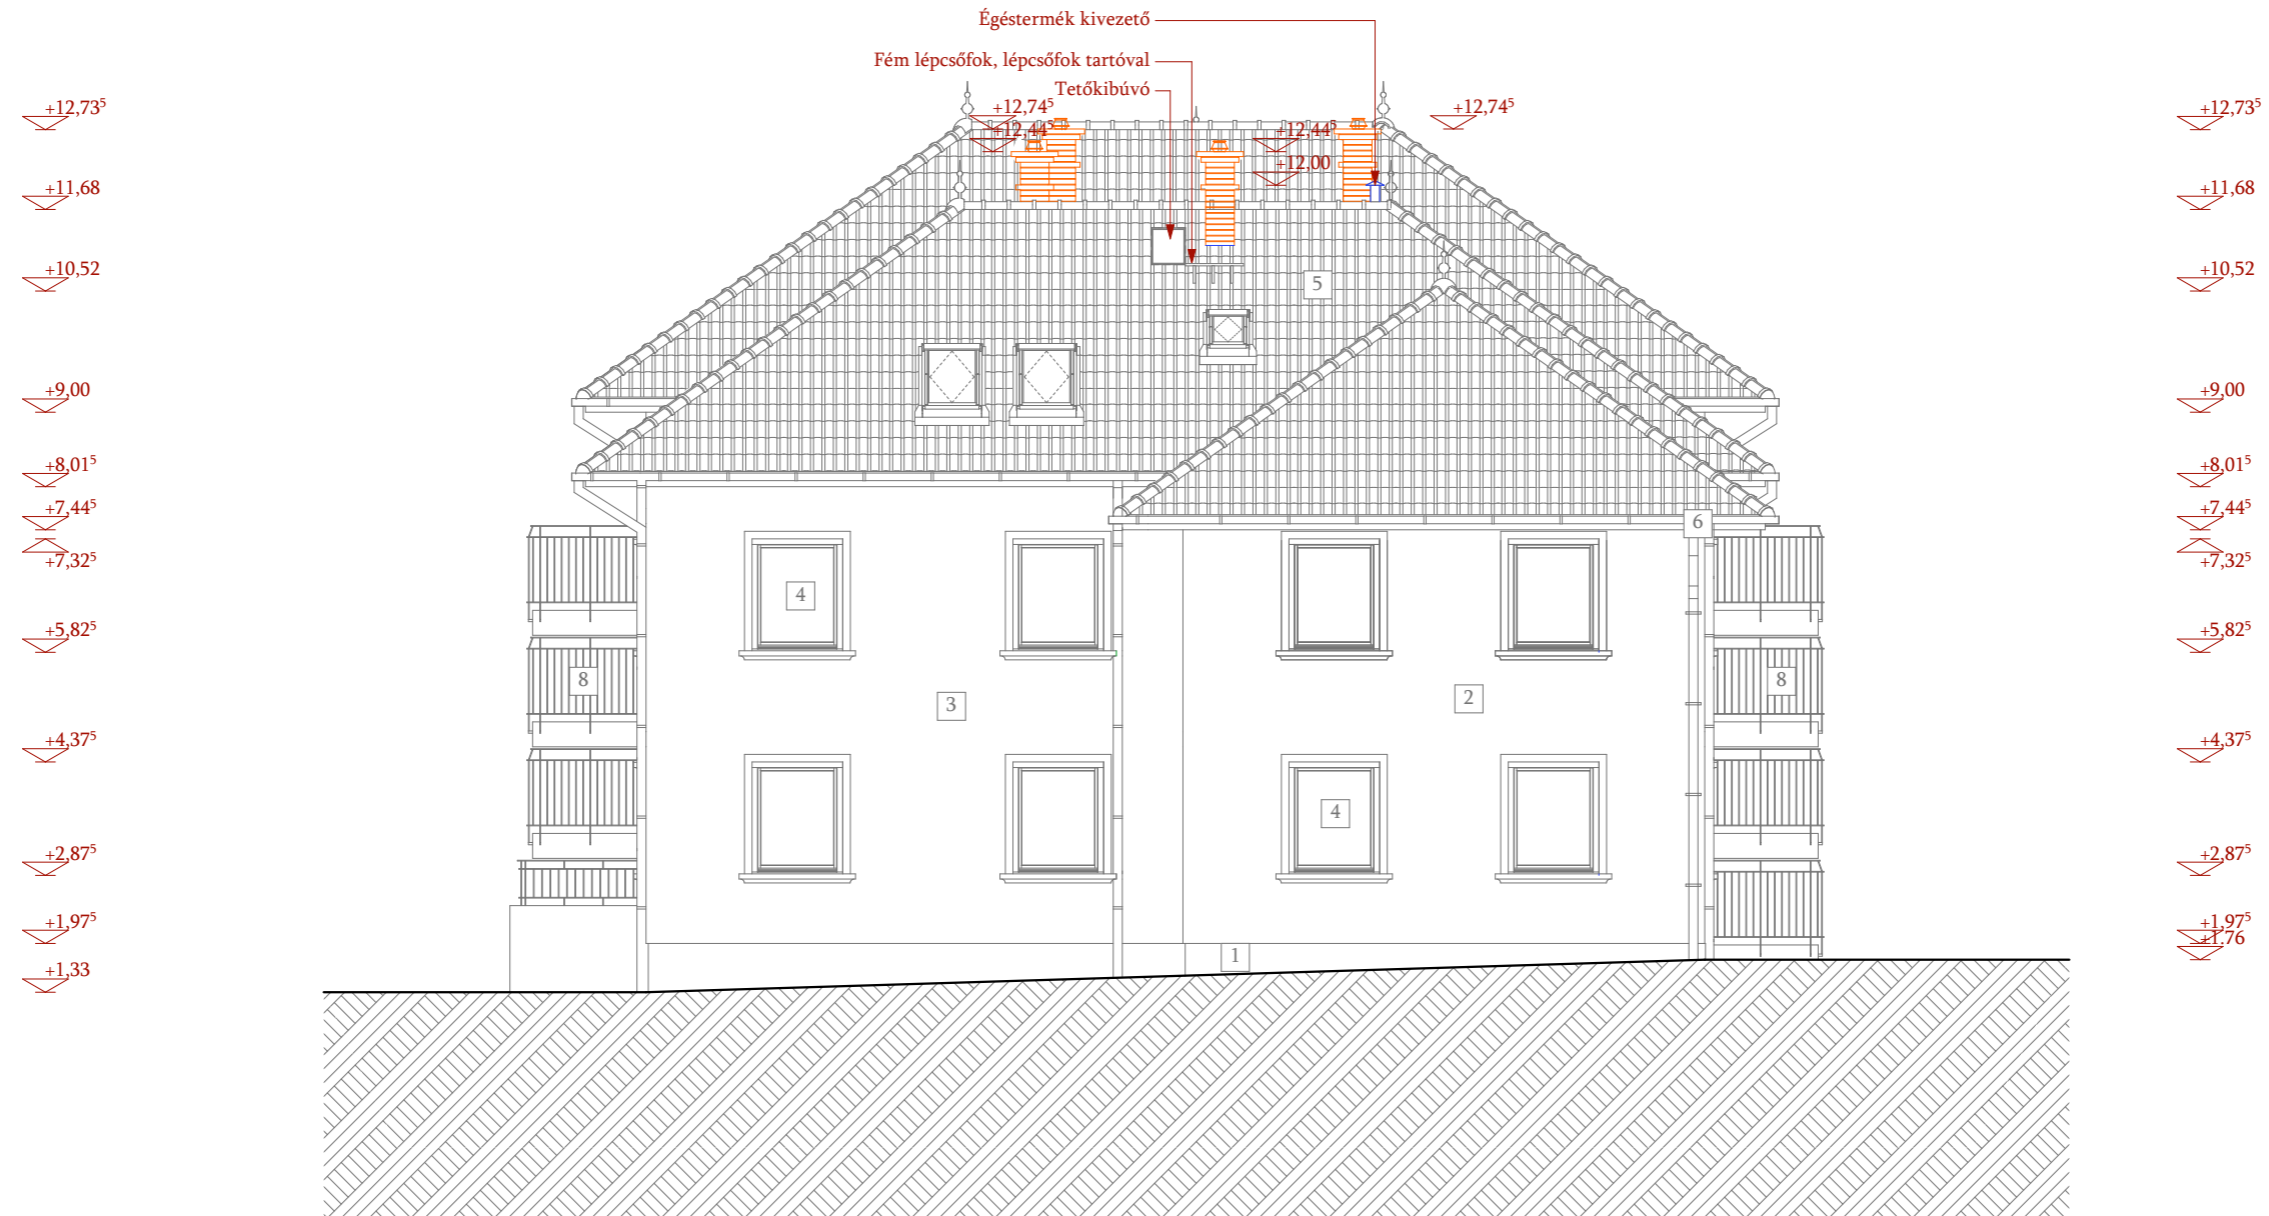 Égéstermék kivezető
Fém lépcsőfok, lépcsőfok tartóval
Tetőkibúvó
+12,73⁵ +12,74⁵ +12,74⁵ +12,73⁵
+12,44⁵ +12,44⁵
+12,00
+11,68 +11,68
+10,52 5 +10,52
+9,00 +9,00
+8,01⁵ +8,01⁵
+7,44⁵ 6 +7,44⁵
+7,32⁵ +7,32⁵
4
+5,82⁵ +5,82⁵
8 3 2 8
+4,37⁵ +4,37⁵
4
+2,87⁵ +2,87⁵
+1,97⁵ +1,97⁵
1 +1.76
+1,33